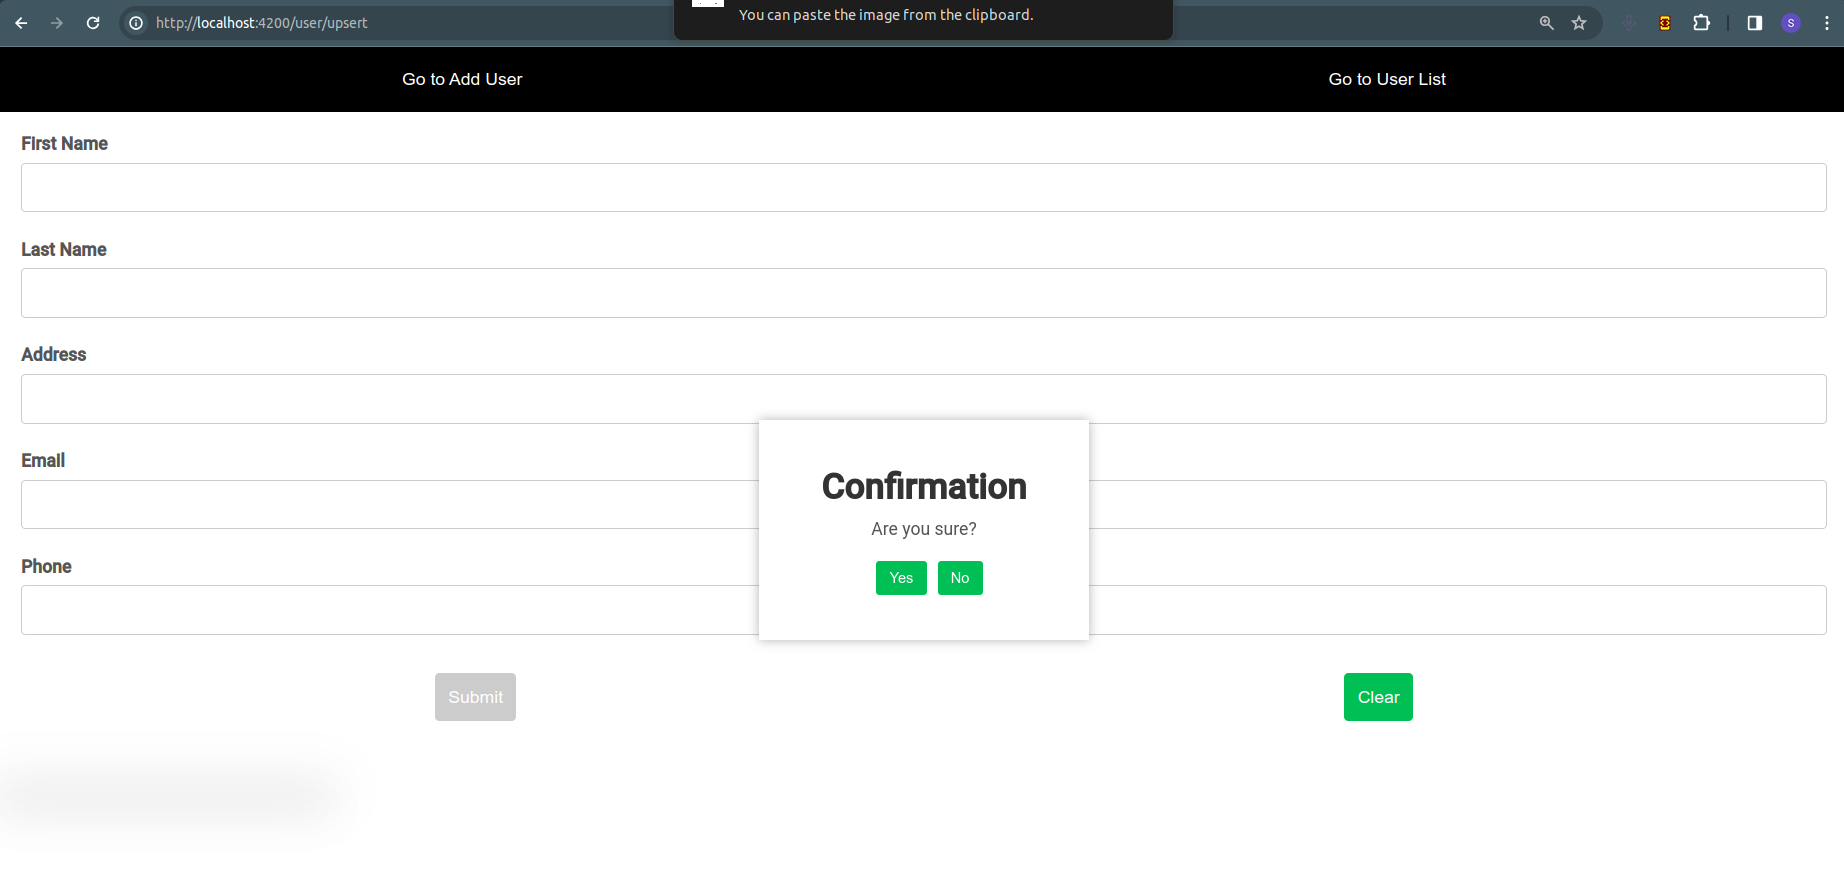 You can paste the image from the clipboard.
http://localhost:4200/user/upsert
S
Go to Add User
Go to User List
First Name
Last Name
Address
Email
Phone
Confirmation
Are you sure?
Yes
No
Submit
Clear